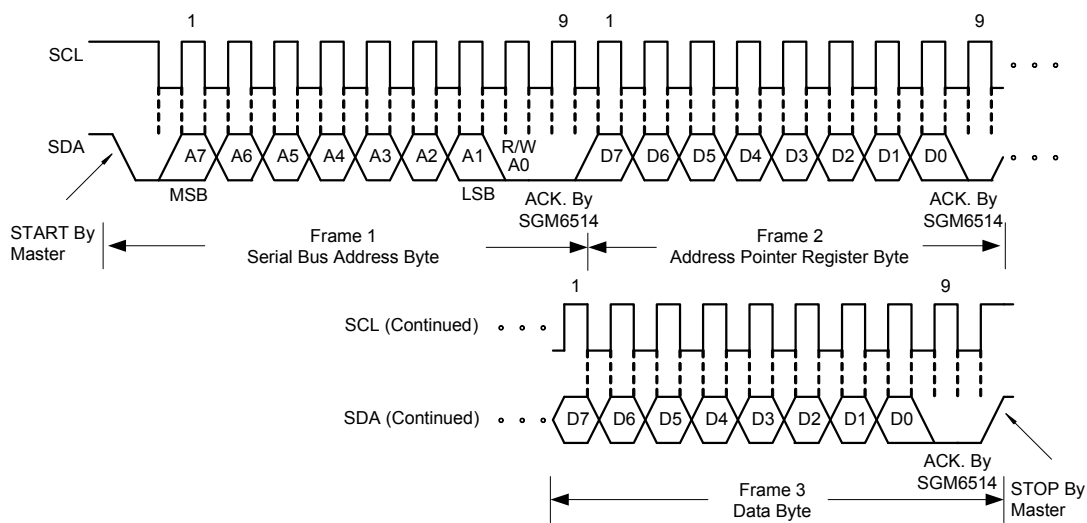 1 9 1 9
SCL
SDA
A7 A6 A5 A4 A3 A2 A1 R/W A0 D7 D6 D5 D4 D3 D2 D1 D0
MSB LSB
ACK. By
SGM6514
ACK. By
SGM6514
START By
Master
Frame 1
Serial Bus Address Byte
Frame 2
Address Pointer Register Byte
1 9
SCL (Continued)
SDA (Continued)
D7 D6 D5 D4 D3 D2 D1 D0
ACK. By
SGM6514
Frame 3
Data Byte
STOP By
Master